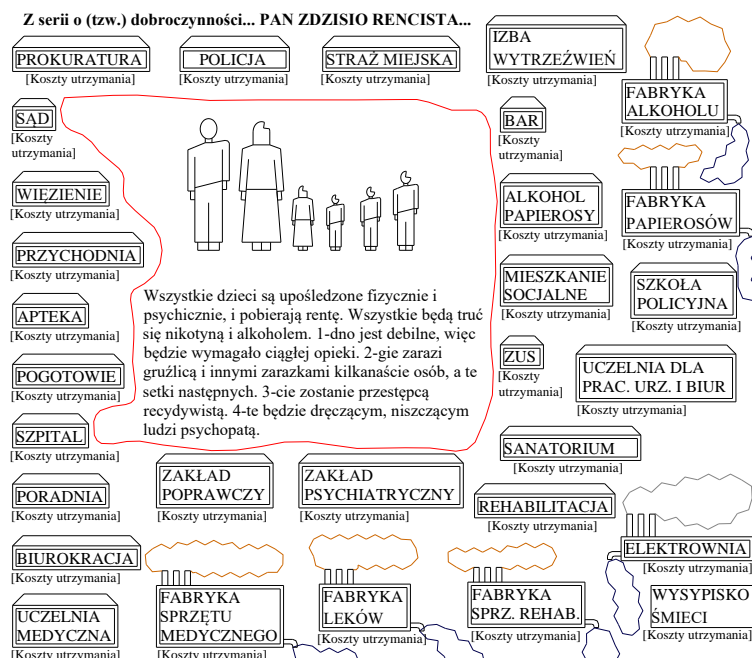 Z serii o (tzw.) dobroczynności... PAN ZDZISIO RENCISTA...
PROKURATURA
[Koszty utrzymania]
POLICJA
[Koszty utrzymania]
STRAŻ MIEJSKA
[Koszty utrzymania]
IZBA
WYTRZEŹWIEŃ
[Koszty utrzymania]
FABRYKA
ALKOHOLU
[Koszty utrzymania]
SĄD
[Koszty
utrzymania]
BAR
[Koszty
utrzymania]
WIĘZIENIE
[Koszty utrzymania]
ALKOHOL
PAPIEROSY
[Koszty utrzymania]
FABRYKA
PAPIEROSÓW
[Koszty utrzymania]
PRZYCHODNIA
[Koszty utrzymania]
MIESZKANIE
SOCJALNE
[Koszty utrzymania]
SZKOŁA
POLICYJNA
[Koszty utrzymania]
Wszystkie dzieci są upośledzone fizycznie i
psychicznie, i pobierają rentę. Wszystkie będą truć
się nikotyną i alkoholem. 1-dno jest debilne, więc
będzie wymagało ciągłej opieki. 2-gie zarazi
gruźlicą i innymi zarazkami kilkanaście osób, a te
setki następnych. 3-cie zostanie przestępcą
recydywistą. 4-te będzie dręczącym, niszczącym
ludzi psychopatą.
APTEKA
[Koszty utrzymania]
ZUS
[Koszty
utrzymania]
UCZELNIA DLA
PRAC. URZ. I BIUR
[Koszty utrzymania]
POGOTOWIE
[Koszty utrzymania]
SZPITAL
[Koszty utrzymania]
SANATORIUM
[Koszty utrzymania]
PORADNIA
[Koszty utrzymania]
ZAKŁAD
POPRAWCZY
[Koszty utrzymania]
ZAKŁAD
PSYCHIATRYCZNY
[Koszty utrzymania]
REHABILITACJA
[Koszty utrzymania]
BIUROKRACJA
[Koszty utrzymania]
ELEKTROWNIA
[Koszty utrzymania]
UCZELNIA
MEDYCZNA
[Koszty utrzymania]
FABRYKA
SPRZĘTU
MEDYCZNEGO
[Koszty utrzymania]
FABRYKA
LEKÓW
[Koszty utrzymania]
FABRYKA
SPRZ. REHAB.
[Koszty utrzymania]
WYSYPISKO
ŚMIECI
[Koszty utrzymania]